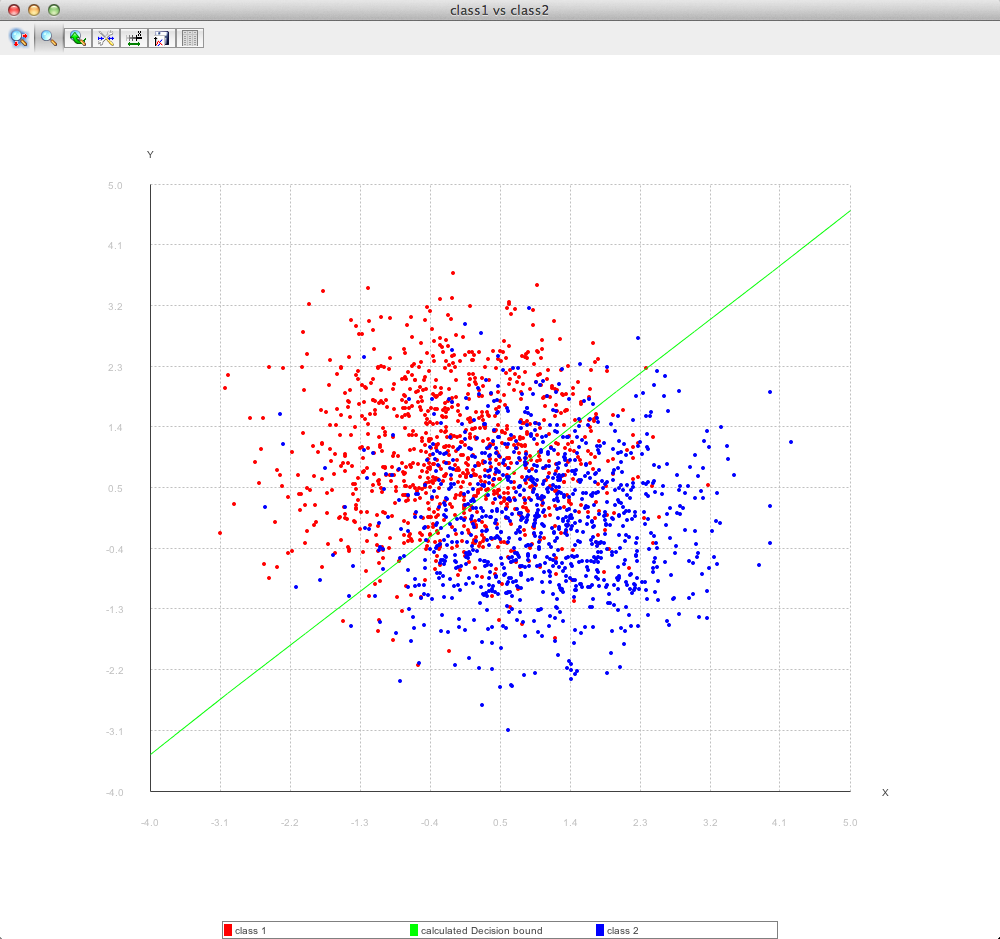 class1 vs class2
Y
5.0
4.1
3.2
2.3
1.4
0.5
-0.4
-1.3
-2.2
-3.1
-4.0
X
-4.0 -3.1 -2.2 -1.3 -0.4 0.5 1.4 2.3 3.2 4.1 5.0
class 1 calculated Decision bound class 2